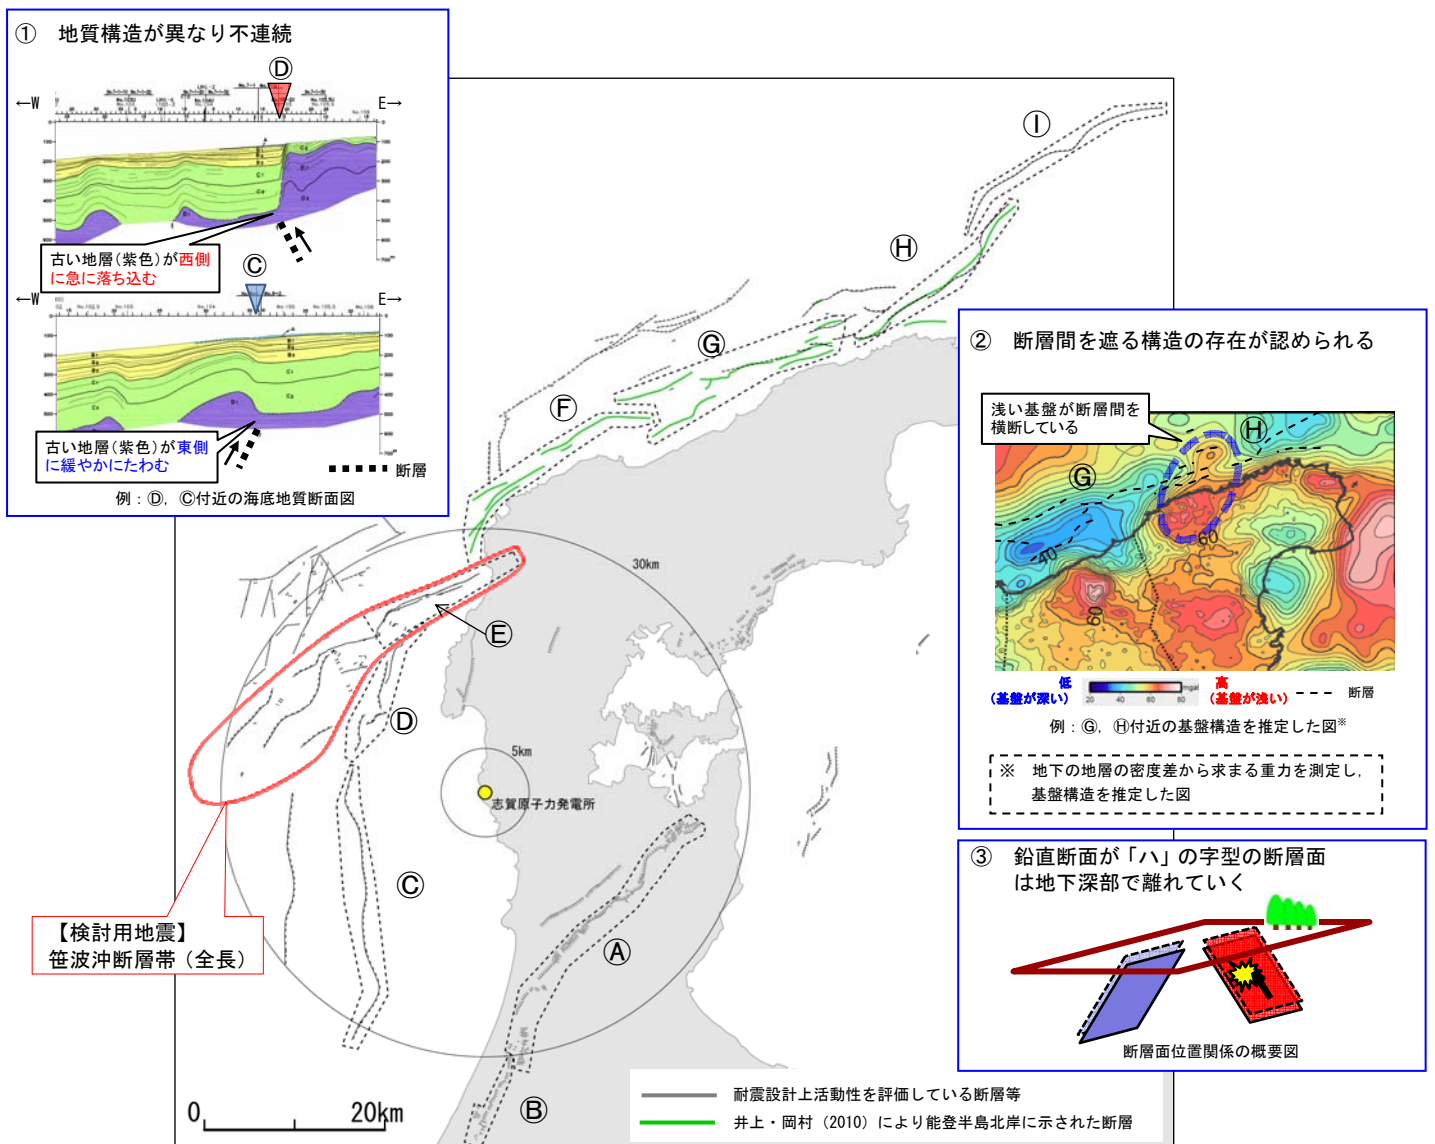 ① 地質構造が異なり不連続
Ⓓ
←W
E→
古い地層(紫色)が西側
に急に落ち込む
Ⓒ
←W
E→
古い地層(紫色)が東側
に緩やかにたわむ
断層
例：Ⓓ，Ⓒ付近の海底地質断面図
Ⓘ
Ⓗ
Ⓖ
Ⓕ
② 断層間を遮る構造の存在が認められる
浅い基盤が断層間を
横断している
Ⓗ
Ⓖ
40
60
60
低
(基盤が深い)
20 40 60 80
mgal
高
(基盤が浅い)
断層
例：Ⓖ，Ⓗ付近の基盤構造を推定した図※
※ 地下の地層の密度差から求まる重力を測定し，
基盤構造を推定した図
30km
Ⓔ
Ⓓ
5km
志賀原子力発電所
Ⓒ
Ⓐ
【検討用地震】
笹波沖断層帯（全長）
③ 鉛直断面が「ハ」の字型の断層面
は地下深部で離れていく
断層面位置関係の概要図
Ⓑ
0 20km
耐震設計上活動性を評価している断層等
井上・岡村（2010）により能登半島北岸に示された断層